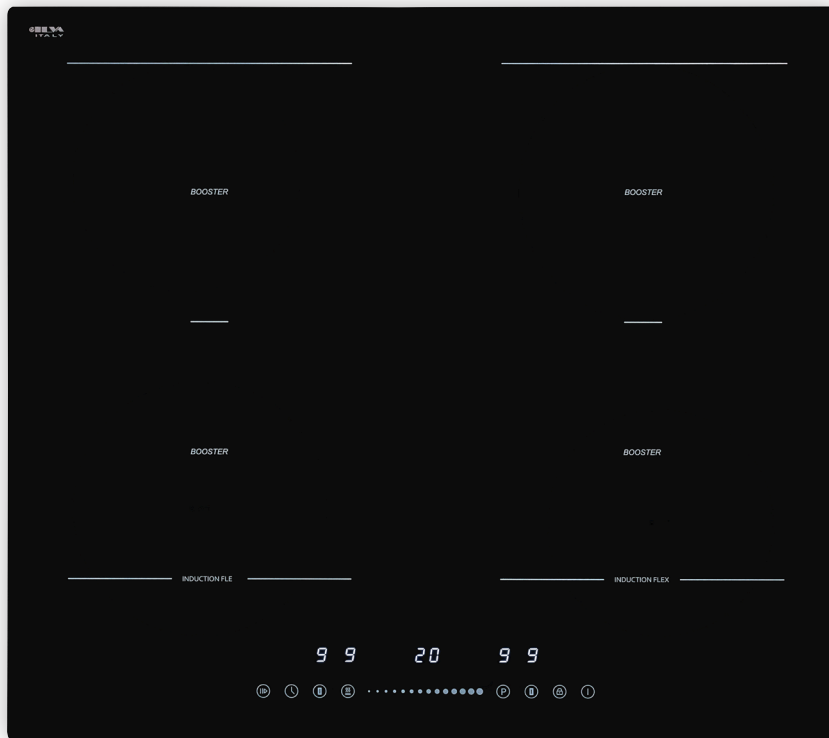 ITALY
BOOSTER BOOSTER
BOOSTER BOOSTER
INDUCTION FLE INDUCTION FLEX
9 9 20 9 9
P